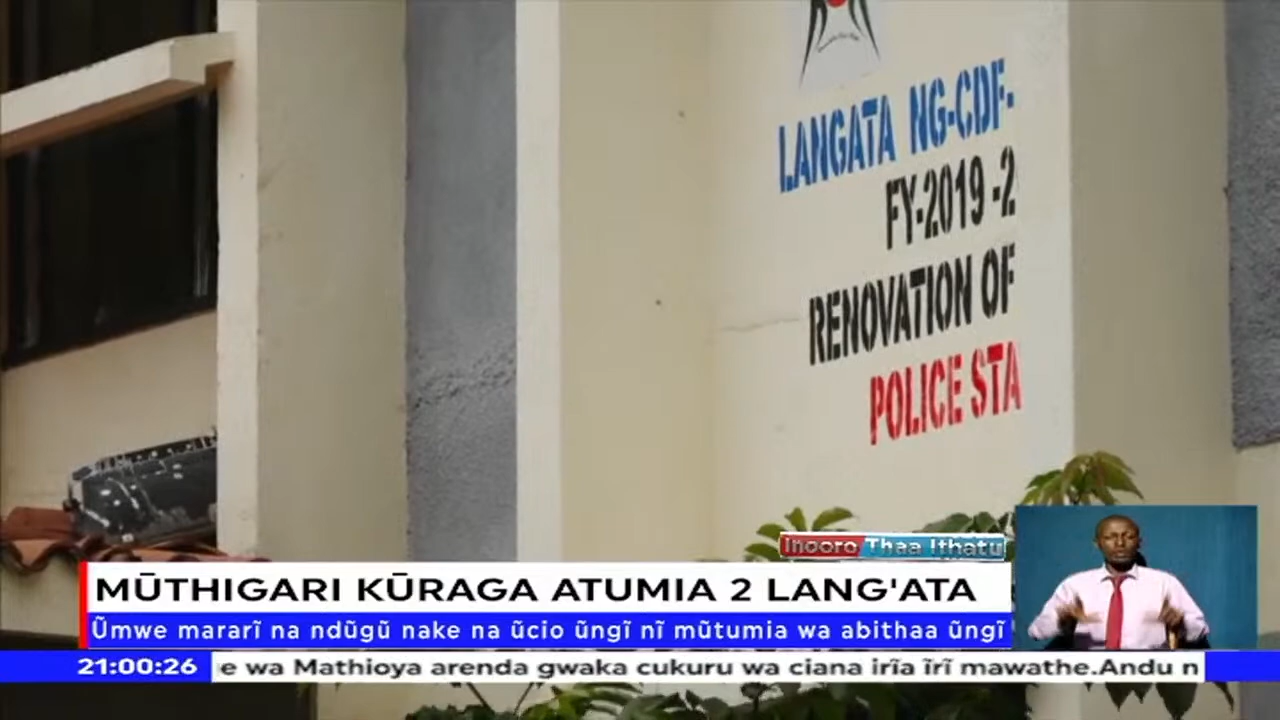 LANGATA NG-CDF-
FY-2019 -2
RENOVATION OF
POLICE STA
Inooro Thaa Ithatu
MŪTHIGARI KŪRAGA ATUMIA 2 LANG'ATA
Ũmwe mararĩ na ndũgũ nake na ũcio ũngĩ nĩ mũtumia wa abithaa ũngĩ
21:00:26
e wa Mathioya arenda gwaka cukuru wa ciana irĩa ĩrĩ mawathe.Andu n